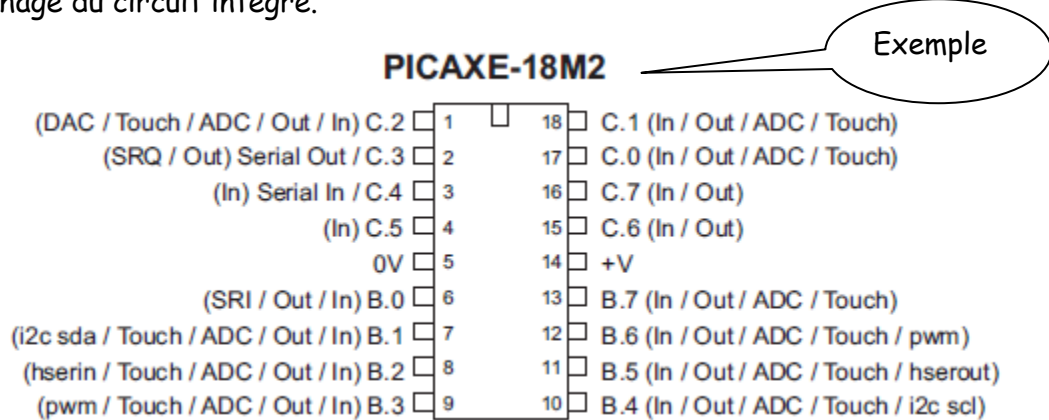 nage du circuit intégré.
Exemple
PICAXE-18M2
(DAC / Touch / ADC / Out / In) C.2 1 18 C.1 (In / Out / ADC / Touch)
(SRQ / Out) Serial Out / C.3 2 17 C.0 (In / Out / ADC / Touch)
(In) Serial In / C.4 3 16 C.7 (In / Out)
(In) C.5 4 15 C.6 (In / Out)
0V 5 14 +V
(SRI / Out / In) B.0 6 13 B.7 (In / Out / ADC / Touch)
(i2c sda / Touch / ADC / Out / In) B.1 7 12 B.6 (In / Out / ADC / Touch / pwm)
(hserin / Touch / ADC / Out / In) B.2 8 11 B.5 (In / Out / ADC / Touch / hserout)
(pwm / Touch / ADC / Out / In) B.3 9 10 B.4 (In / Out / ADC / Touch / i2c scl)